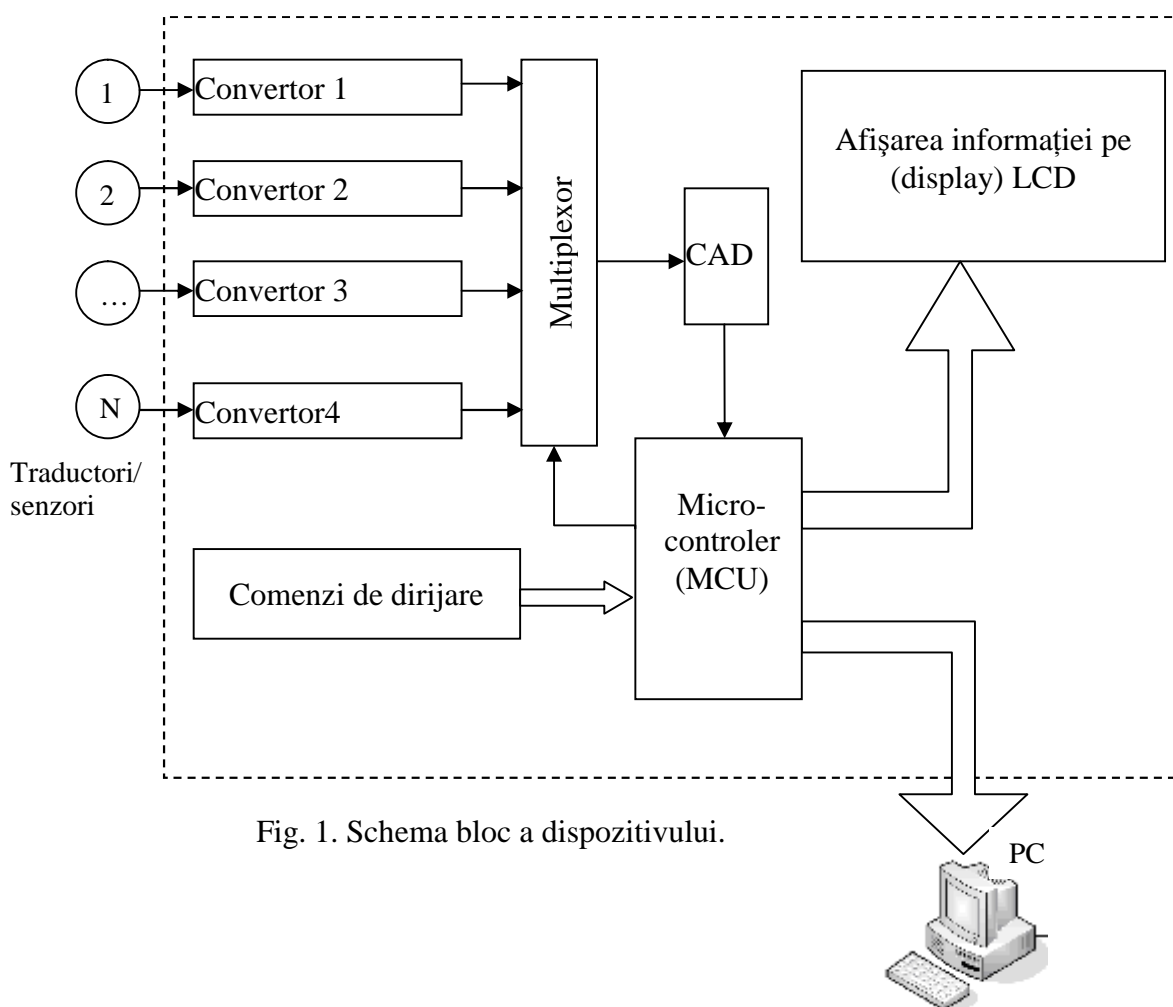 1
Convertor 1
2
Convertor 2
…
Convertor 3
N
Convertor4
Traductori/
senzori
Multiplexor
CAD
Afişarea informației pe
(display) LCD
Micro-
controler
(MCU)
Comenzi de dirijare
Fig. 1. Schema bloc a dispozitivului.
PC